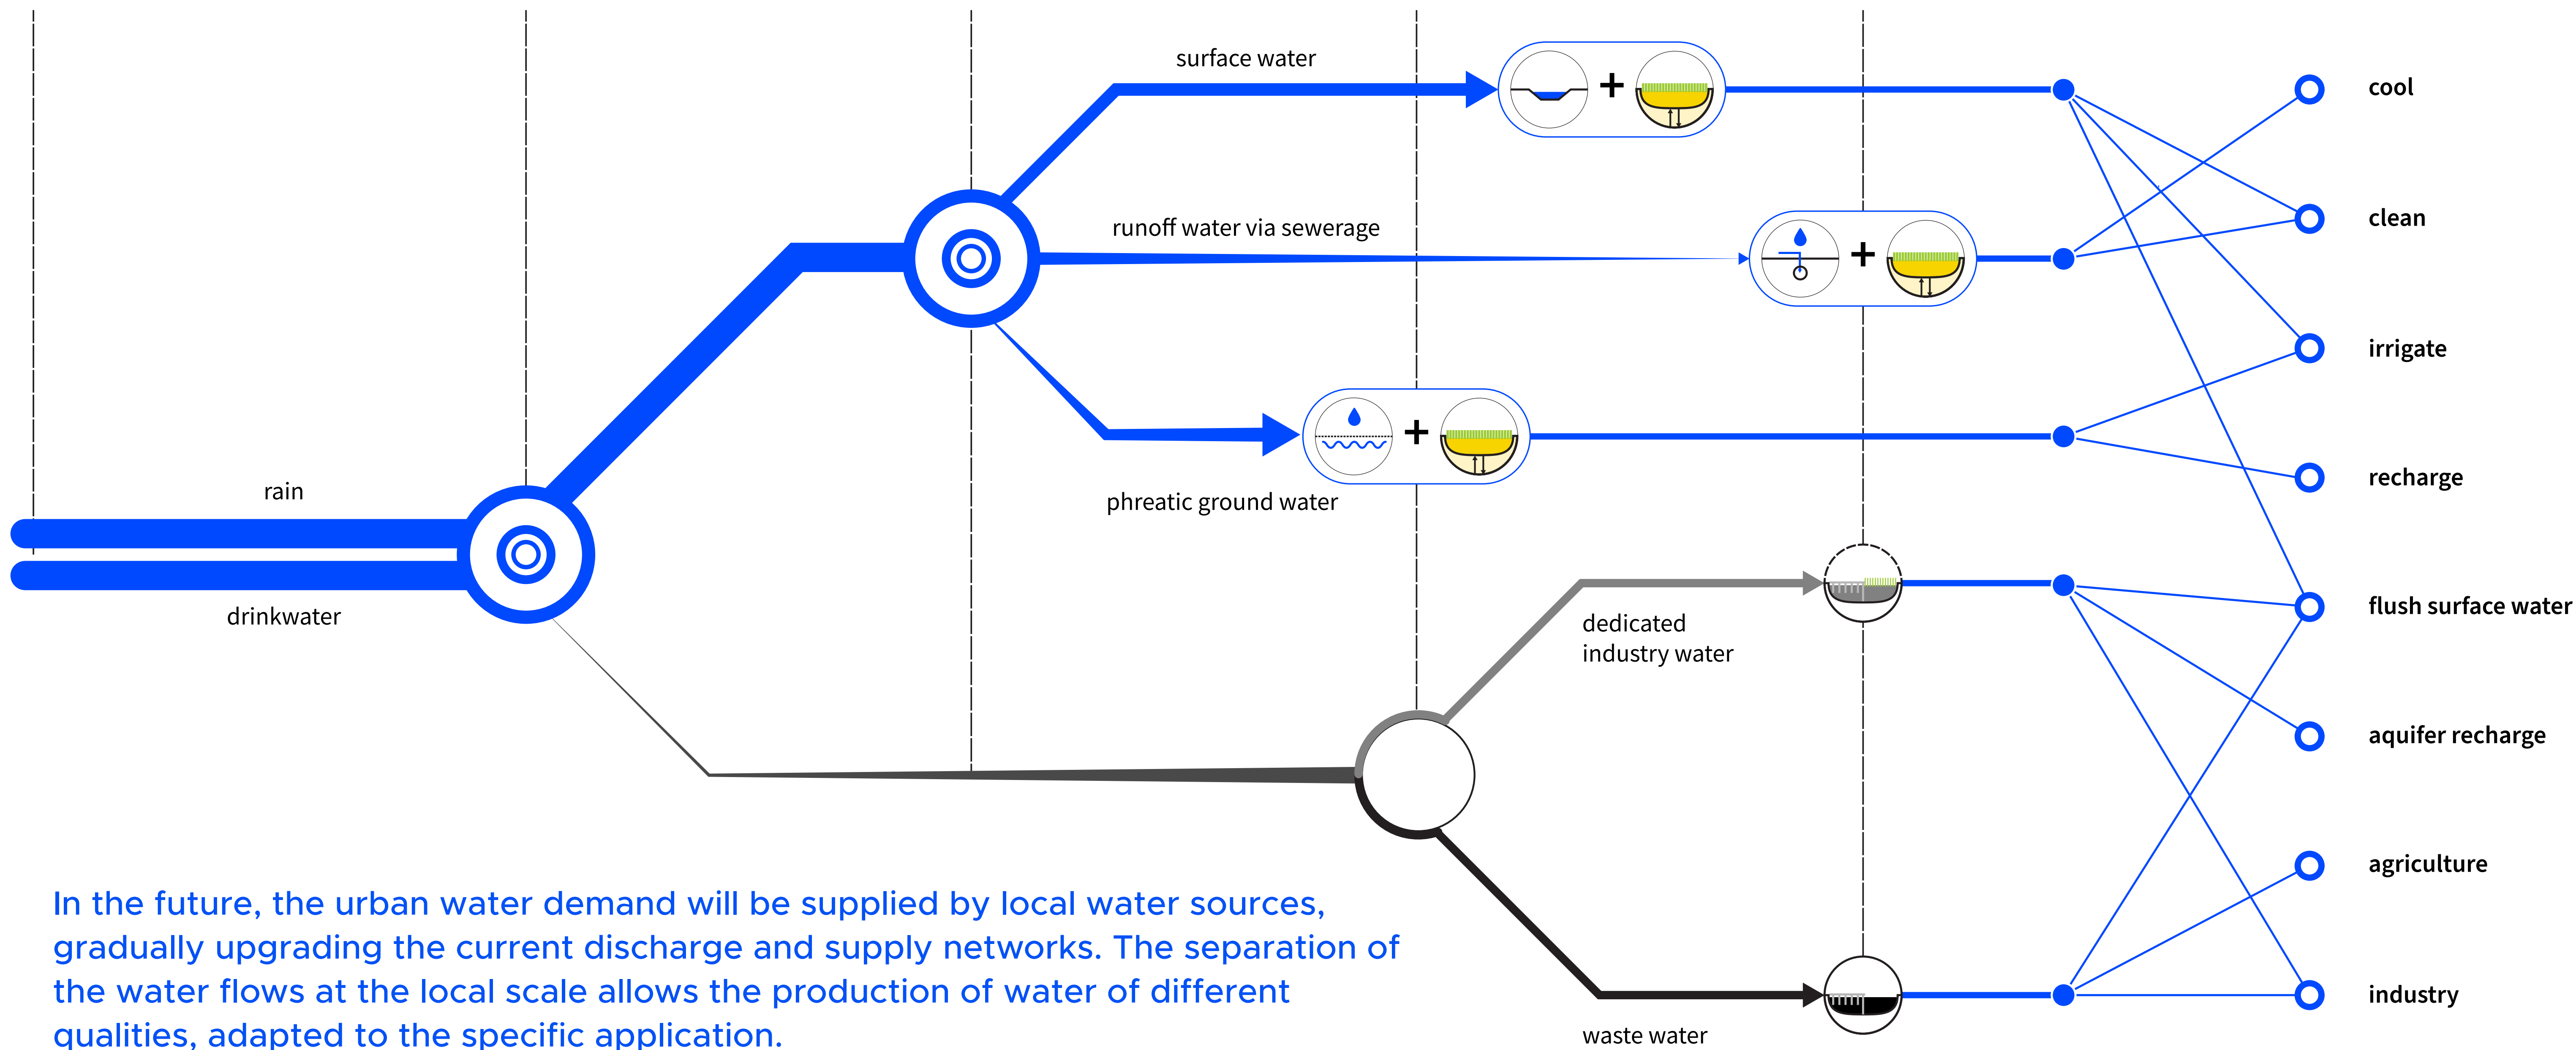 surface water
cool
clean
runoff water via sewerage
irrigate
rain
recharge
phreatic ground water
drinkwater
flush surface water
dedicated
industry water
aquifer recharge
agriculture
In the future, the urban water demand will be supplied by local water sources,
gradually upgrading the current discharge and supply networks. The separation of
the water flows at the local scale allows the production of water of different
qualities, adapted to the specific application.
industry
waste water